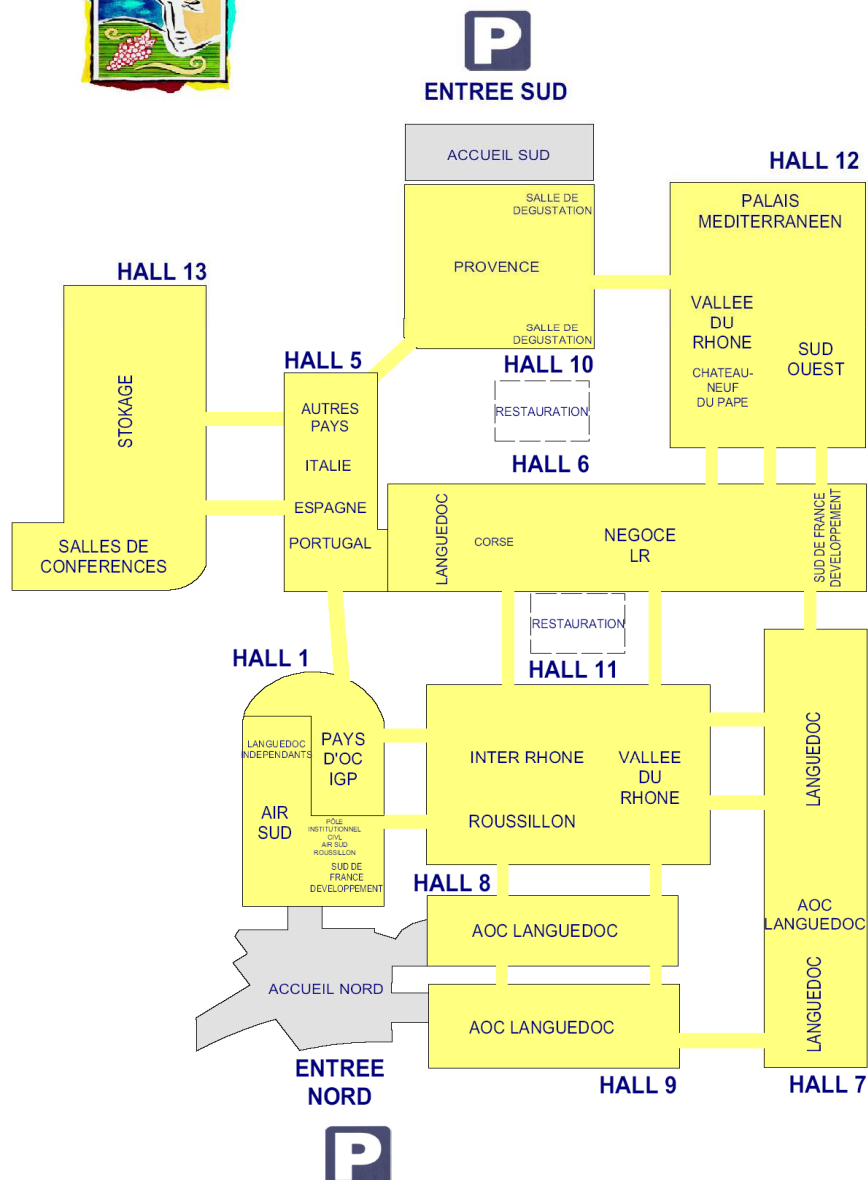 P
ENTREE SUD
ACCUEIL SUD
HALL 12
SALLE DE
DEGUSTATION
PROVENCE
SALLE DE
DEGUSTATION
HALL 10
PALAIS
MEDITERRANEEN
VALLEE
DU
RHONE
CHATEAU-
NEUF
DU PAPE
SUD
OUEST
HALL 13
STOKAGE
SALLES DE
CONFERENCES
HALL 5
AUTRES
PAYS
ITALIE
ESPAGNE
PORTUGAL
RESTAURATION
HALL 6
LANGUEDOC
CORSE
NEGOCE
LR
SUD DE FRANCE
DEVELOPPEMENT
RESTAURATION
HALL 11
HALL 1
LANGUEDOC
INDEPENDANTS
PAYS
D'OC
IGP
AIR
SUD
PÔLE
INSTITUTIONNEL
CIVL
AIR SUD
ROUSSILLON
SUD DE
FRANCE
DEVELOPPEMENT
INTER RHONE
VALLEE
DU
RHONE
ROUSSILLON
LANGUEDOC
AOC
LANGUEDOC
LANGUEDOC
HALL 8
AOC LANGUEDOC
ACCUEIL NORD
AOC LANGUEDOC
ENTREE
NORD
HALL 9
HALL 7
P